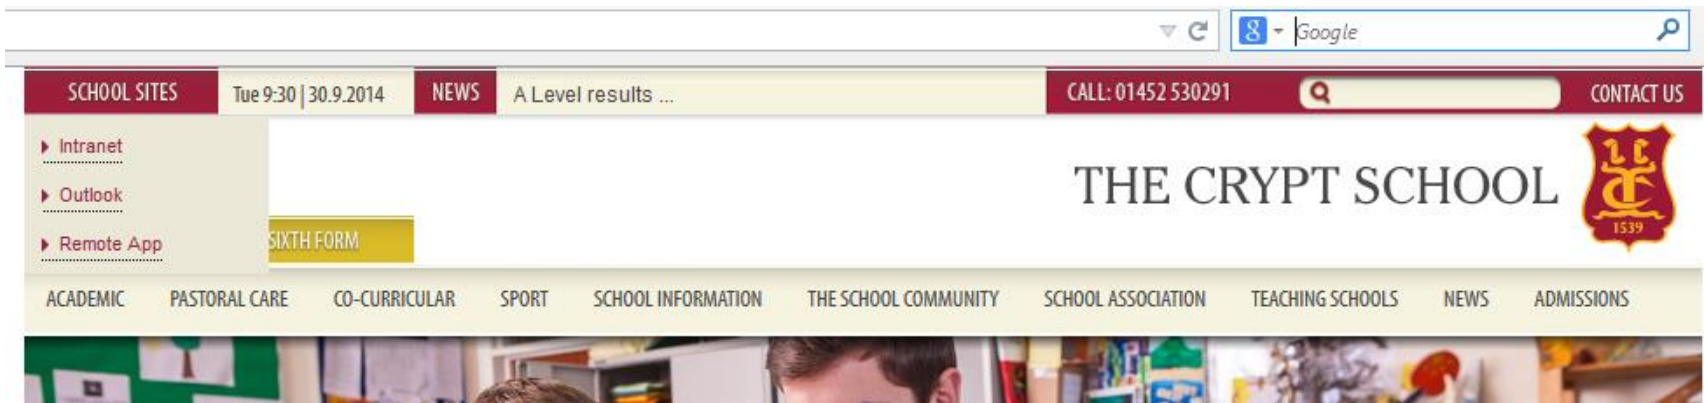 Google
SCHOOL SITES
Tue 9:30 | 30.9.2014
NEWS
A Level results ...
CALL: 01452 530291
CONTACT US
Intranet
Outlook
Remote App
SIXTH FORM
THE CRYPT SCHOOL
1539
ACADEMIC PASTORAL CARE CO-CURRICULAR SPORT SCHOOL INFORMATION THE SCHOOL COMMUNITY SCHOOL ASSOCIATION TEACHING SCHOOLS NEWS ADMISSIONS